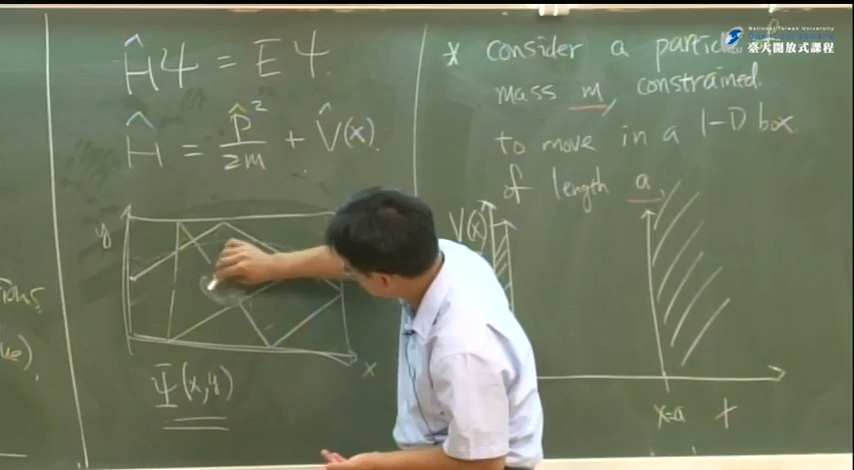 ĤΨ = EΨ
Ĥ = P̂²/2m + V̂(x).
y
x
Ψ(x,y)
* consider a particle of
mass m, constrained
to move in a 1-D box
of length a.
V(x)
x=a
National Taiwan University
臺大開放式課程